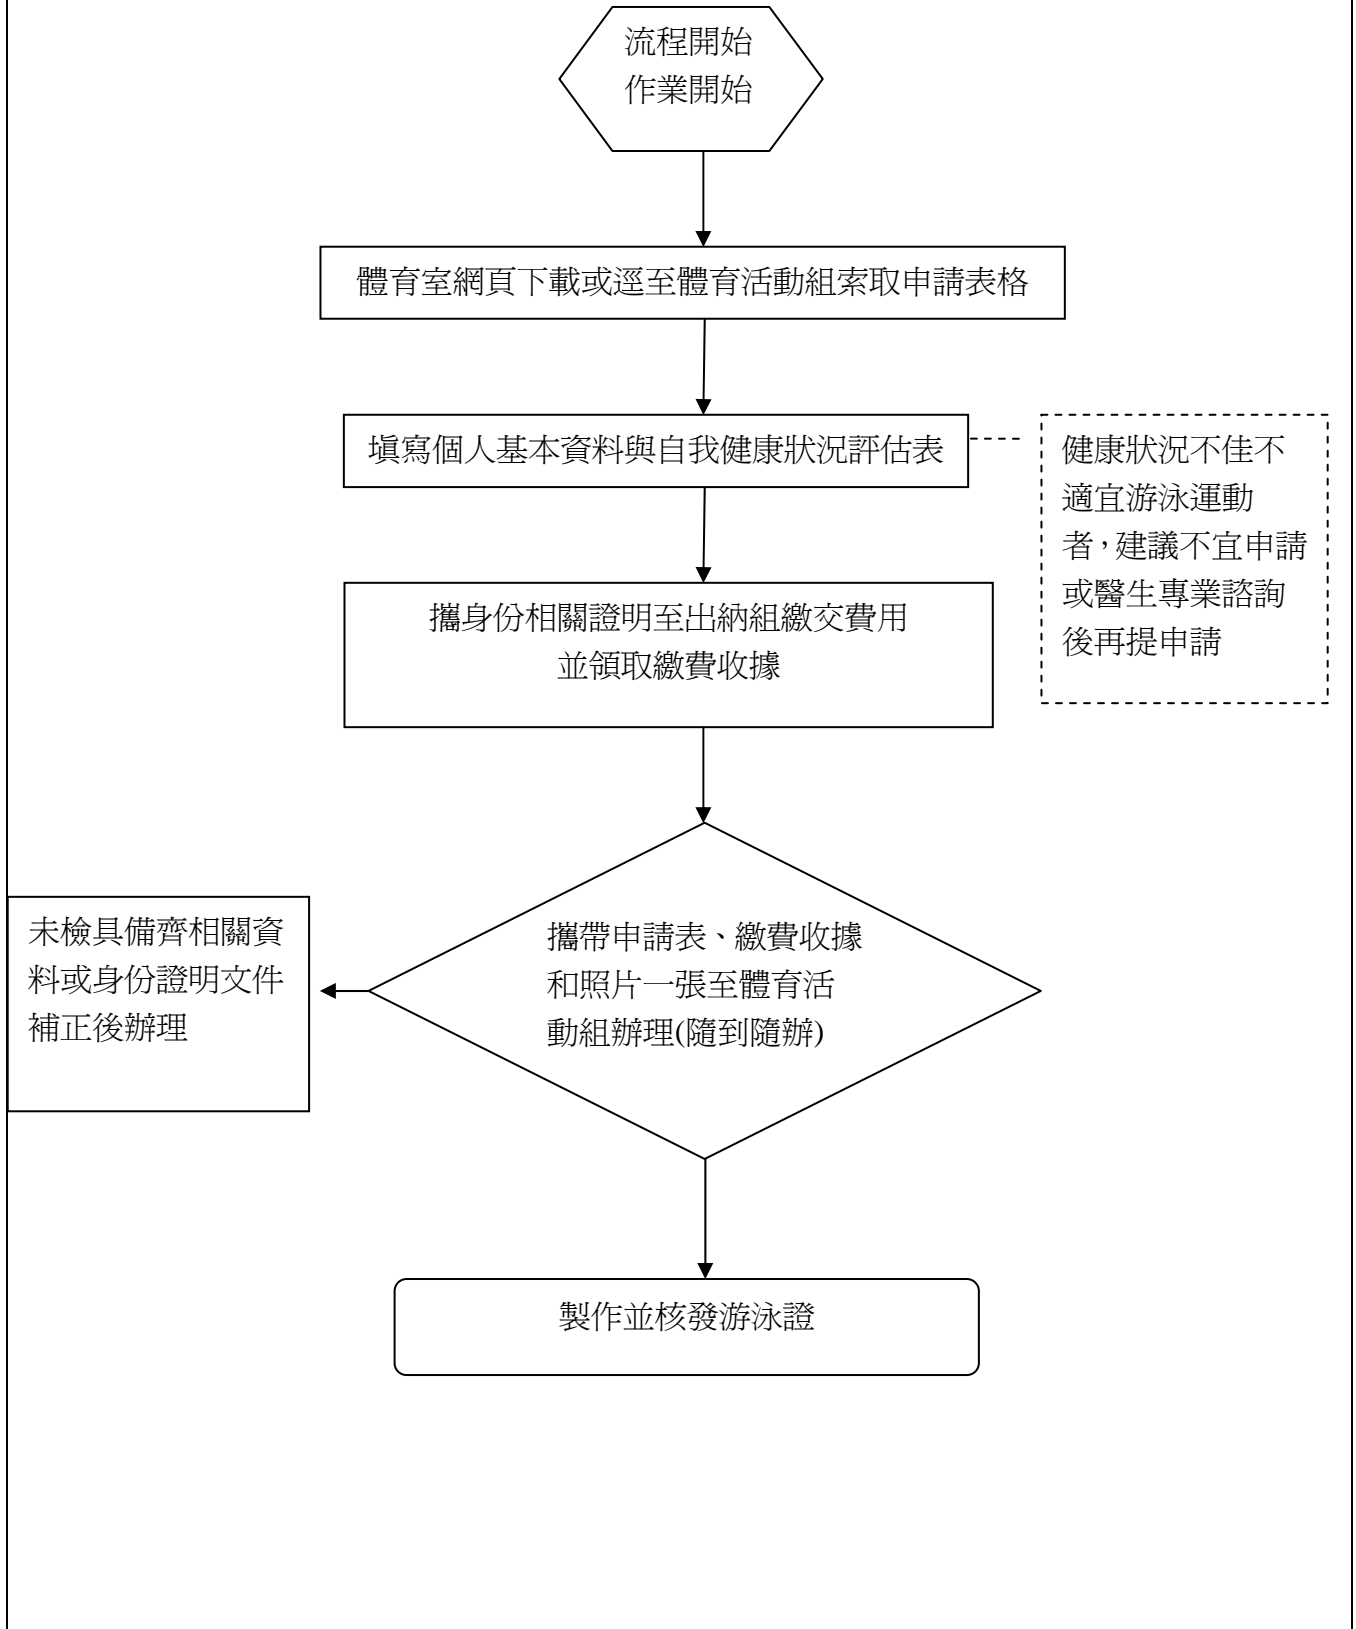 流程開始
作業開始
體育室網頁下載或逕至體育活動組索取申請表格
填寫個人基本資料與自我健康狀況評估表
健康狀況不佳不
適宜游泳運動
者，建議不宜申請
或醫生專業諮詢
後再提申請
攜身份相關證明至出納組繳交費用
並領取繳費收據
攜帶申請表、繳費收據
和照片一張至體育活
動組辦理(隨到隨辦)
未檢具備齊相關資
料或身份證明文件
補正後辦理
製作並核發游泳證